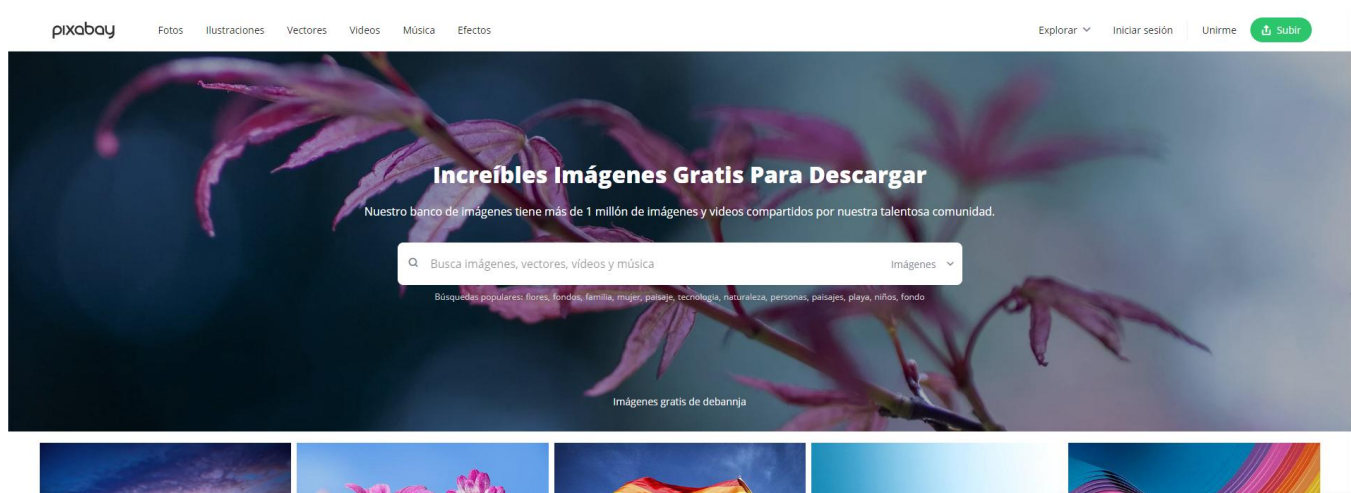 pixabay Fotos Ilustraciones Vectores Videos Música Efectos Explorar Iniciar sesión Unirme Subir
Increíbles Imágenes Gratis Para Descargar
Nuestro banco de imágenes tiene más de 1 millón de imágenes y videos compartidos por nuestra talentosa comunidad.
Busca imágenes, vectores, vídeos y música Imágenes
Búsquedas populares: flores, fondos, familia, mujer, paisaje, tecnologia, naturaleza, personas, paisajes, playa, niños, fondo
Imágenes gratis de debannja